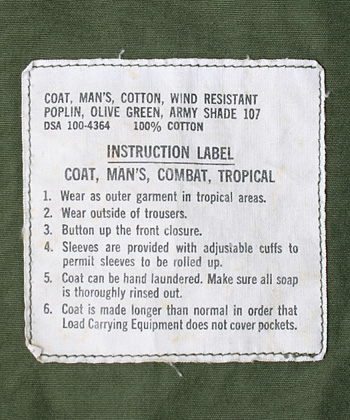 COAT, MAN'S, COTTON, WIND RESISTANT
POPLIN, OLIVE GREEN, ARMY SHADE 107
DSA 100-4364 100% COTTON
INSTRUCTION LABEL
COAT, MAN'S, COMBAT, TROPICAL
1. Wear as outer garment in tropical areas.
2. Wear outside of trousers.
3. Button up the front closure.
4. Sleeves are provided with adjustable cuffs to
permit sleeves to be rolled up.
5. Coat can be hand laundered. Make sure all soap
is thoroughly rinsed out.
6. Coat is made longer than normal in order that
Load Carrying Equipment does not cover pockets.